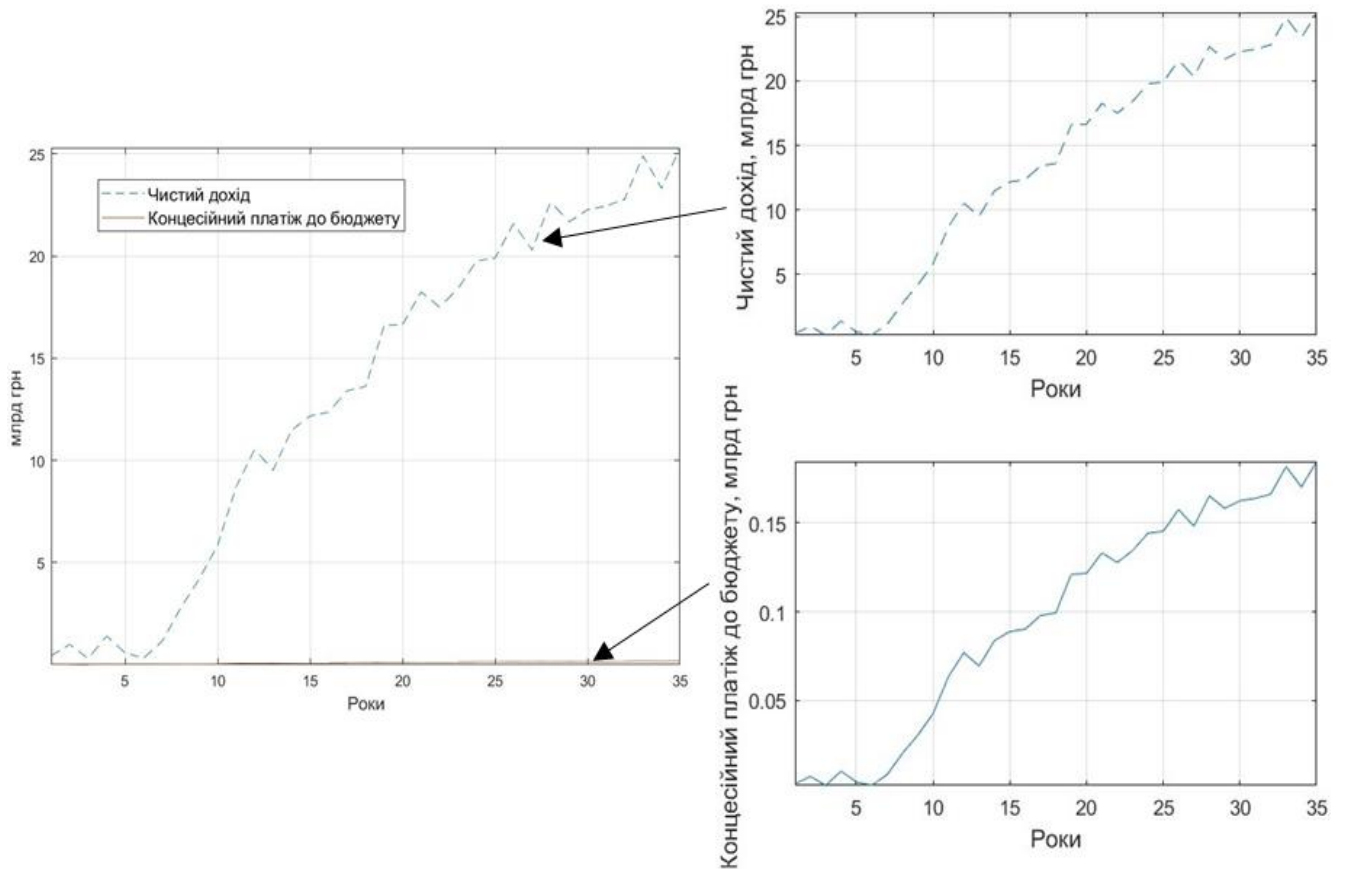 25
20
15
10
5
млрд грн
Чистий дохід
Концесійний платіж до бюджету
5 10 15 20 25 30 35
Роки
25
20
15
10
5
Чистий дохід, млрд грн
5 10 15 20 25 30 35
Роки
0.15
0.1
0.05
Концесійний платіж до бюджету, млрд грн
5 10 15 20 25 30 35
Роки